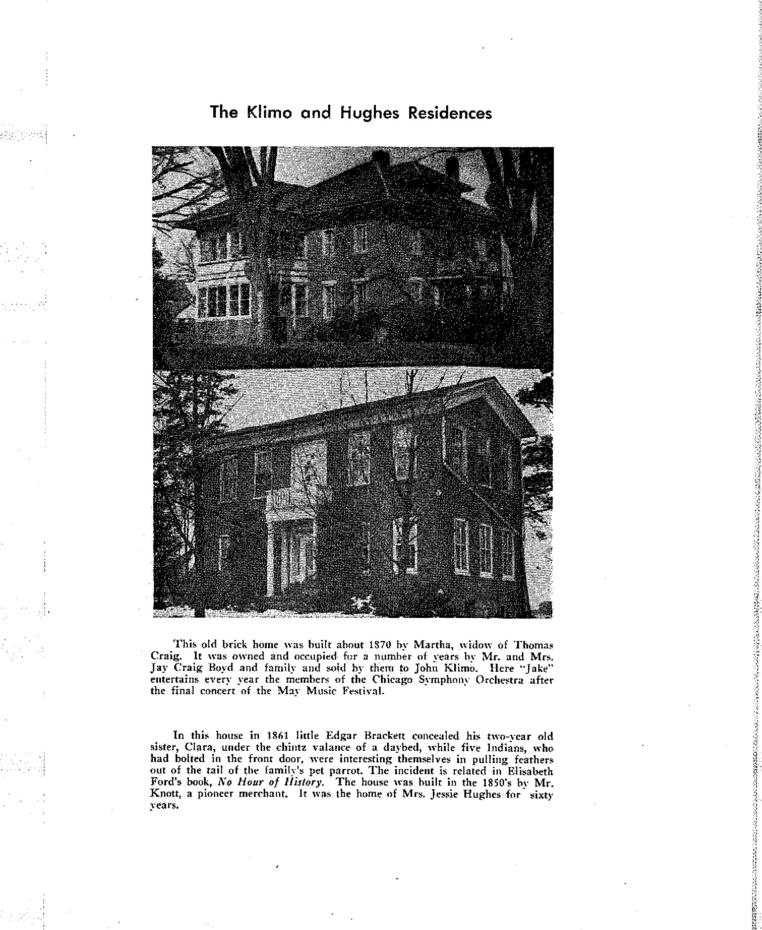 The Klimo and Hughes Residences
This old brick home was built about 1870 by Martha, widow of Thomas
Craig. It was owned and occupied for a number of years by Mr. and Mrs.
Jay Craig Boyd and family and sold by them to John Klimo. Here "Jake"
entertains every year the members of the Chicago Symphony Orchestra after
the final concert of the May Music Festival.
In this house in 1861 little Edgar Brackett concealed his two-year old
sister, Clara, under the chintz valance of a daybed, while five Indians, who
had bolted in the front door, were interesting themselves in pulling feathers
out of the tail of the family's pet parrot. The incident is related in Elisabeth
Ford's book, No Hour of History. The house was built in the 1850's by Mr.
Knott, a pioneer merchant. It was the home of Mrs. Jessie Hughes for sixty
years.